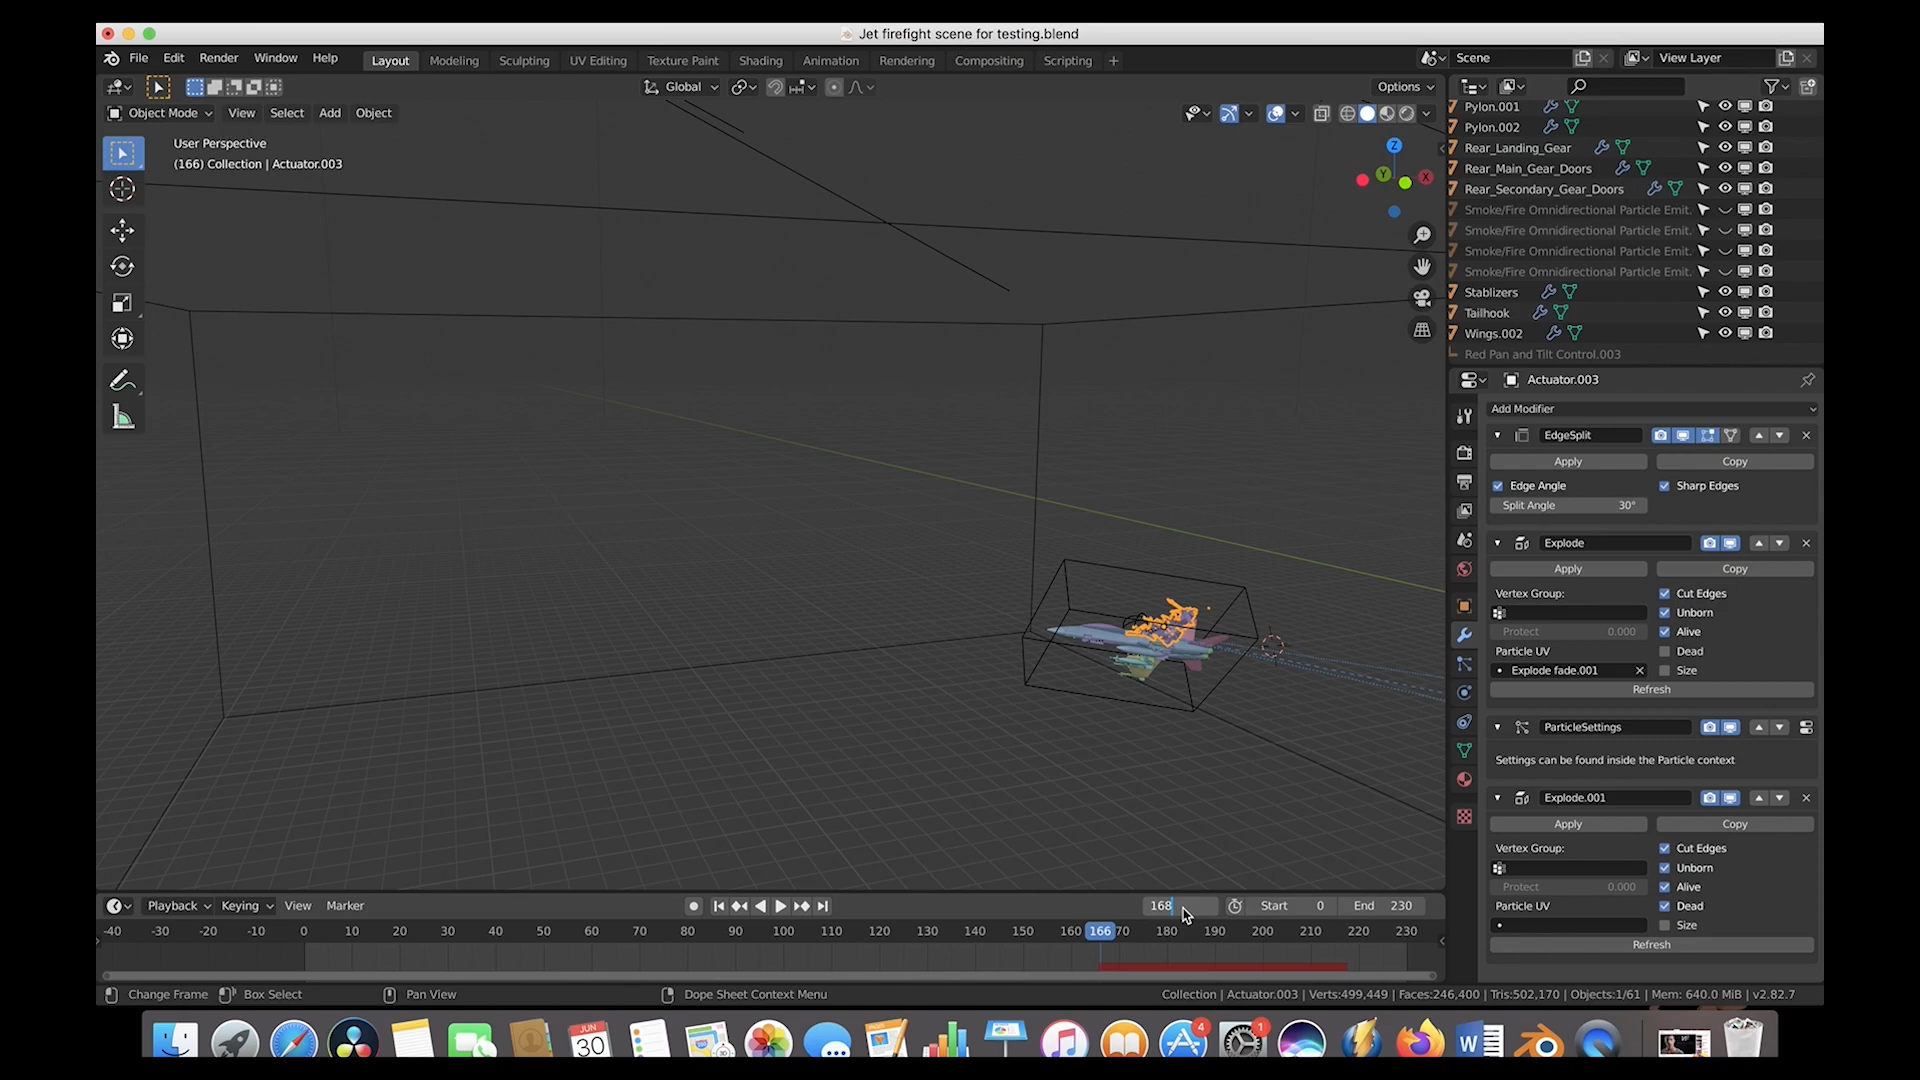 Jet firefight scene for testing.blend
File Edit Render Window Help Layout Modeling Sculpting UV Editing Texture Paint Shading Animation Rendering Compositing Scripting + Scene View Layer
Global Options
Object Mode View Select Add Object
User Perspective
(166) Collection | Actuator.003
Z
Y
X
Pylon.001
Pylon.002
Rear_Landing_Gear
Rear_Main_Gear_Doors
Rear_Secondary_Gear_Doors
Smoke/Fire Omnidirectional Particle Emit.
Smoke/Fire Omnidirectional Particle Emit.
Smoke/Fire Omnidirectional Particle Emit.
Smoke/Fire Omnidirectional Particle Emit.
Stablizers
Tailhook
Wings.002
Red Pan and Tilt Control.003
Actuator.003
Add Modifier
EdgeSplit
Apply Copy
Edge Angle Sharp Edges
Split Angle 30°
Explode
Apply Copy
Vertex Group: Cut Edges
Unborn
Protect 0.000 Alive
Particle UV Dead
Explode fade.001 Size
Refresh
ParticleSettings
Settings can be found inside the Particle context
Explode.001
Apply Copy
Vertex Group: Cut Edges
Unborn
Protect 0.000 Alive
Particle UV Dead
Size
Refresh
Playback Keying View Marker 168 Start 0 End 230
-40 -30 -20 -10 0 10 20 30 40 50 60 70 80 90 100 110 120 130 140 150 160 166 70 180 190 200 210 220 230
Change Frame Box Select Pan View Dope Sheet Context Menu Collection | Actuator.003 | Verts:499,449 | Faces:246,400 | Tris:502,170 | Objects:1/61 | Mem: 640.0 MiB | v2.82.7
JUN
30
4
1
W